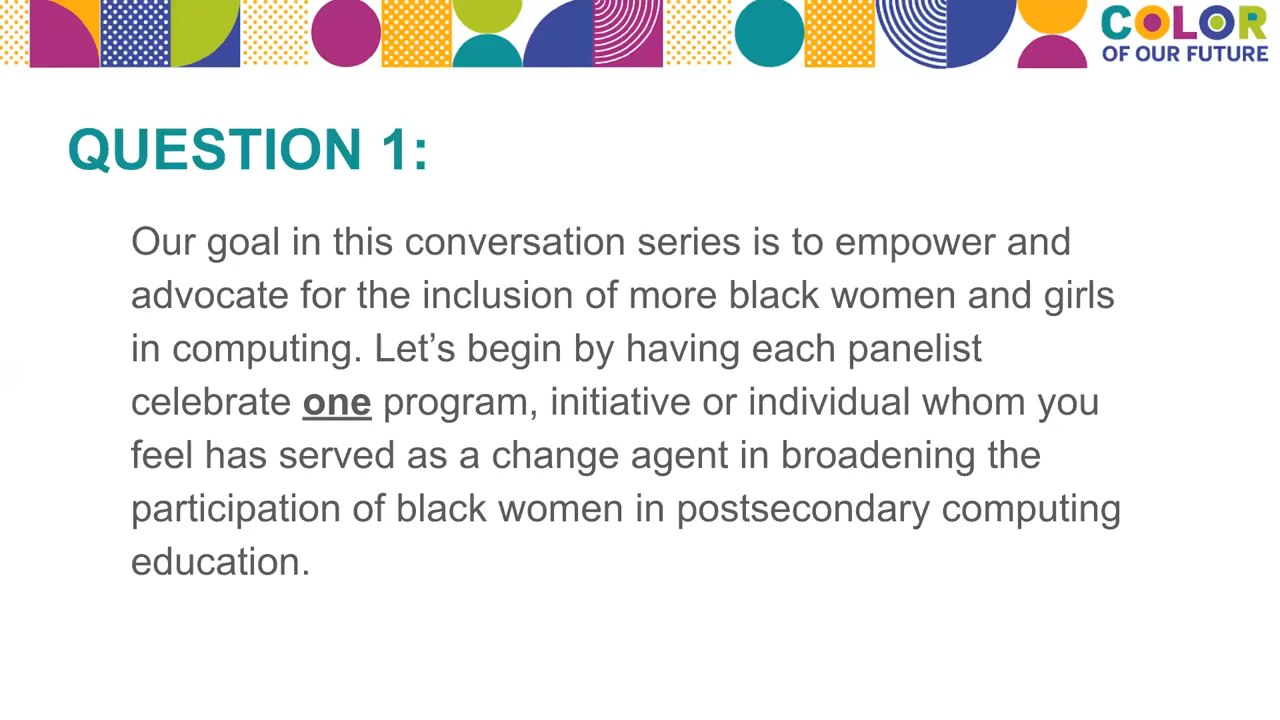 COLOR
OF OUR FUTURE
QUESTION 1:
Our goal in this conversation series is to empower and
advocate for the inclusion of more black women and girls
in computing. Let’s begin by having each panelist
celebrate one program, initiative or individual whom you
feel has served as a change agent in broadening the
participation of black women in postsecondary computing
education.